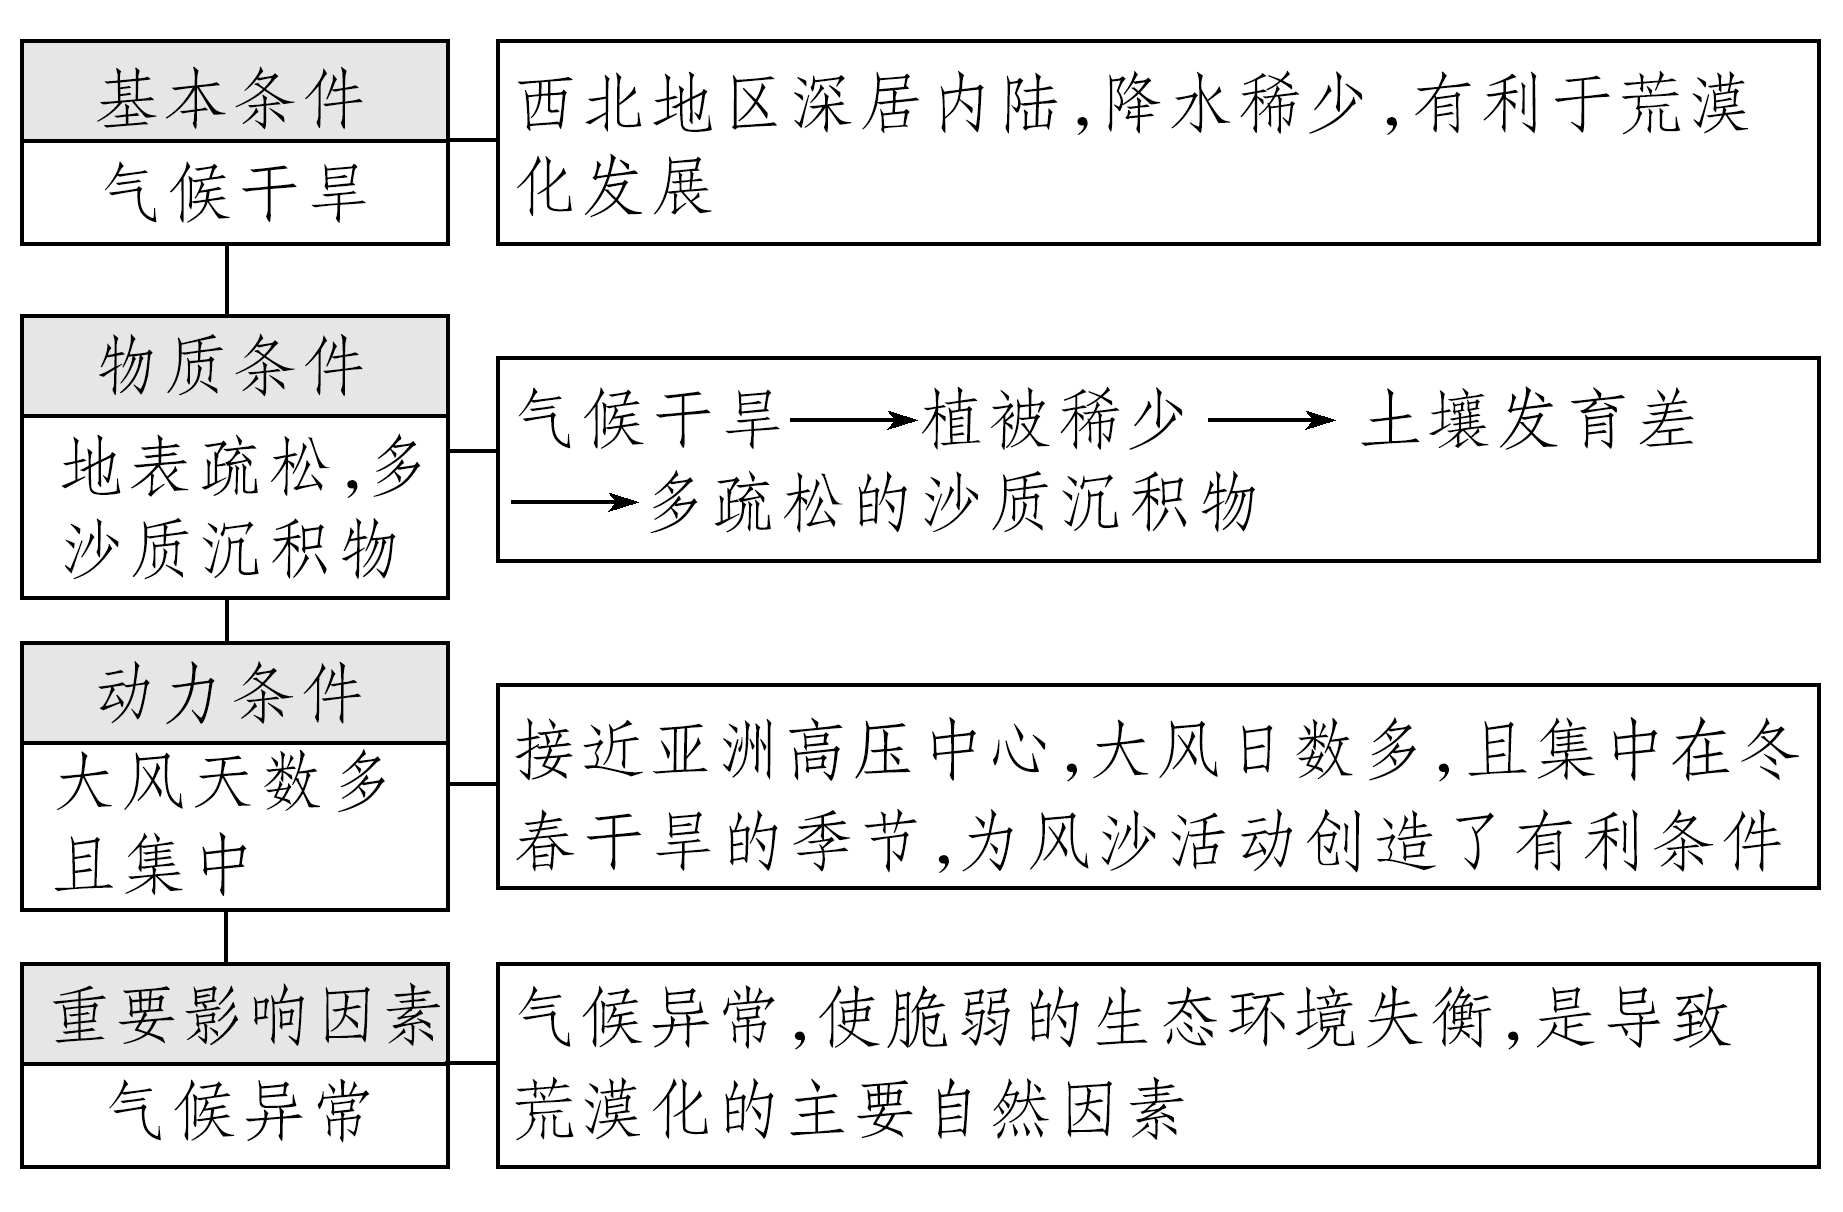 基本条件
气候干旱
西北地区深居内陆,降水稀少,有利于荒漠
化发展
物质条件
地表疏松,多
沙质沉积物
气候干旱→植被稀少→土壤发育差
→多疏松的沙质沉积物
动力条件
大风天数多
且集中
接近亚洲高压中心,大风日数多,且集中在冬
春干旱的季节,为风沙活动创造了有利条件
重要影响因素
气候异常
气候异常,使脆弱的生态环境失衡,是导致
荒漠化的主要自然因素